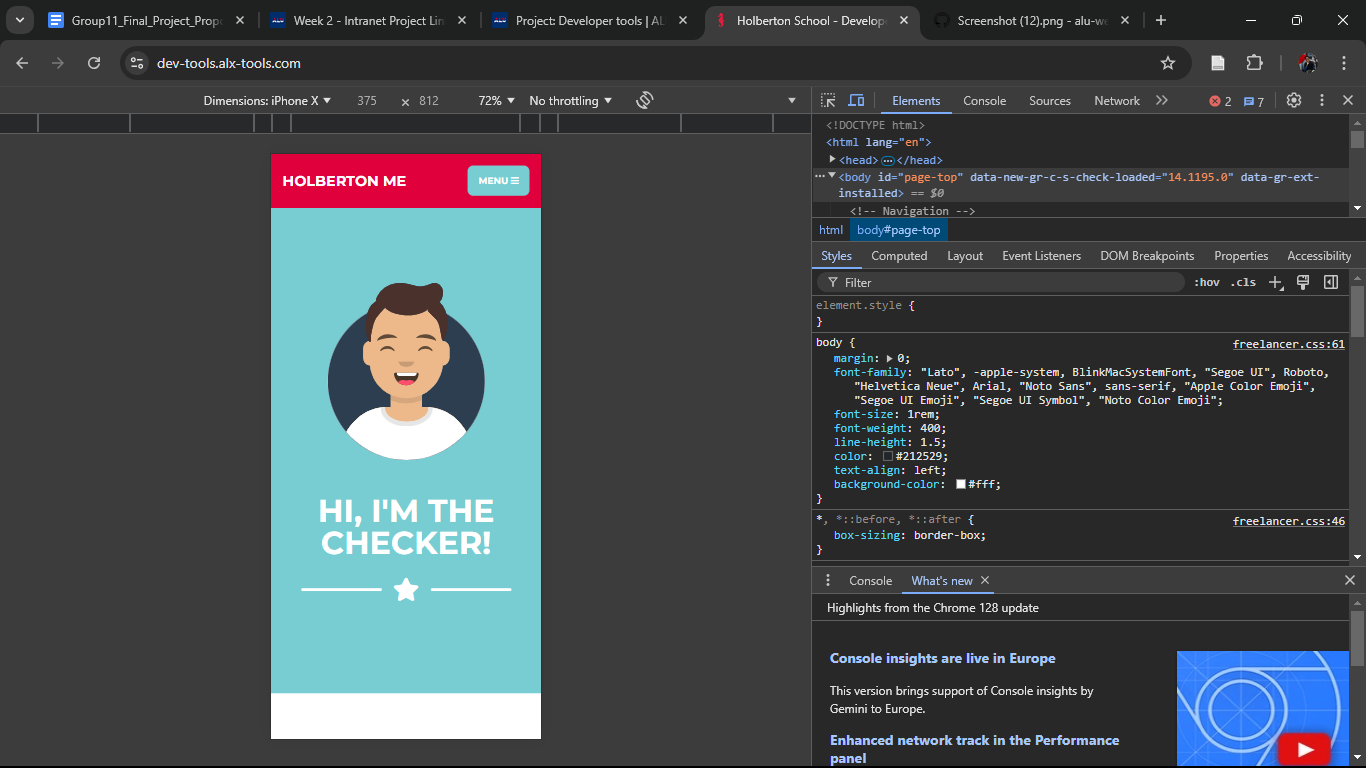 Group11_Final_Project_Prope
Week 2 - Intranet Project Lin
Project: Developer tools | AL
Holberton School - Develope
Screenshot (12).png - alu-we
dev-tools.alx-tools.com
Dimensions: iPhone X 375 × 812 72% No throttling
Elements Console Sources Network 2 7
<!DOCTYPE html>
<html lang="en">
<head> </head>
<body id="page-top" data-new-gr-c-s-check-loaded="14.1195.0" data-gr-ext-
installed> == $0
<!-- Navigation -->
html body#page-top
Styles Computed Layout Event Listeners DOM Breakpoints Properties Accessibility
Filter :hov .cls
element.style {
}
body { freelancer.css:61
margin: 0;
font-family: "Lato", -apple-system, BlinkMacSystemFont, "Segoe UI", Roboto,
"Helvetica Neue", Arial, "Noto Sans", sans-serif, "Apple Color Emoji",
"Segoe UI Emoji", "Segoe UI Symbol", "Noto Color Emoji";
font-size: 1rem;
font-weight: 400;
line-height: 1.5;
color: #212529;
text-align: left;
background-color: #fff;
}
*, *::before, *::after { freelancer.css:46
box-sizing: border-box;
}
Console What's new
Highlights from the Chrome 128 update
Console insights are live in Europe
This version brings support of Console insights by
Gemini to Europe.
Enhanced network track in the Performance
panel
HOLBERTON ME MENU
HI, I'M THE
CHECKER!